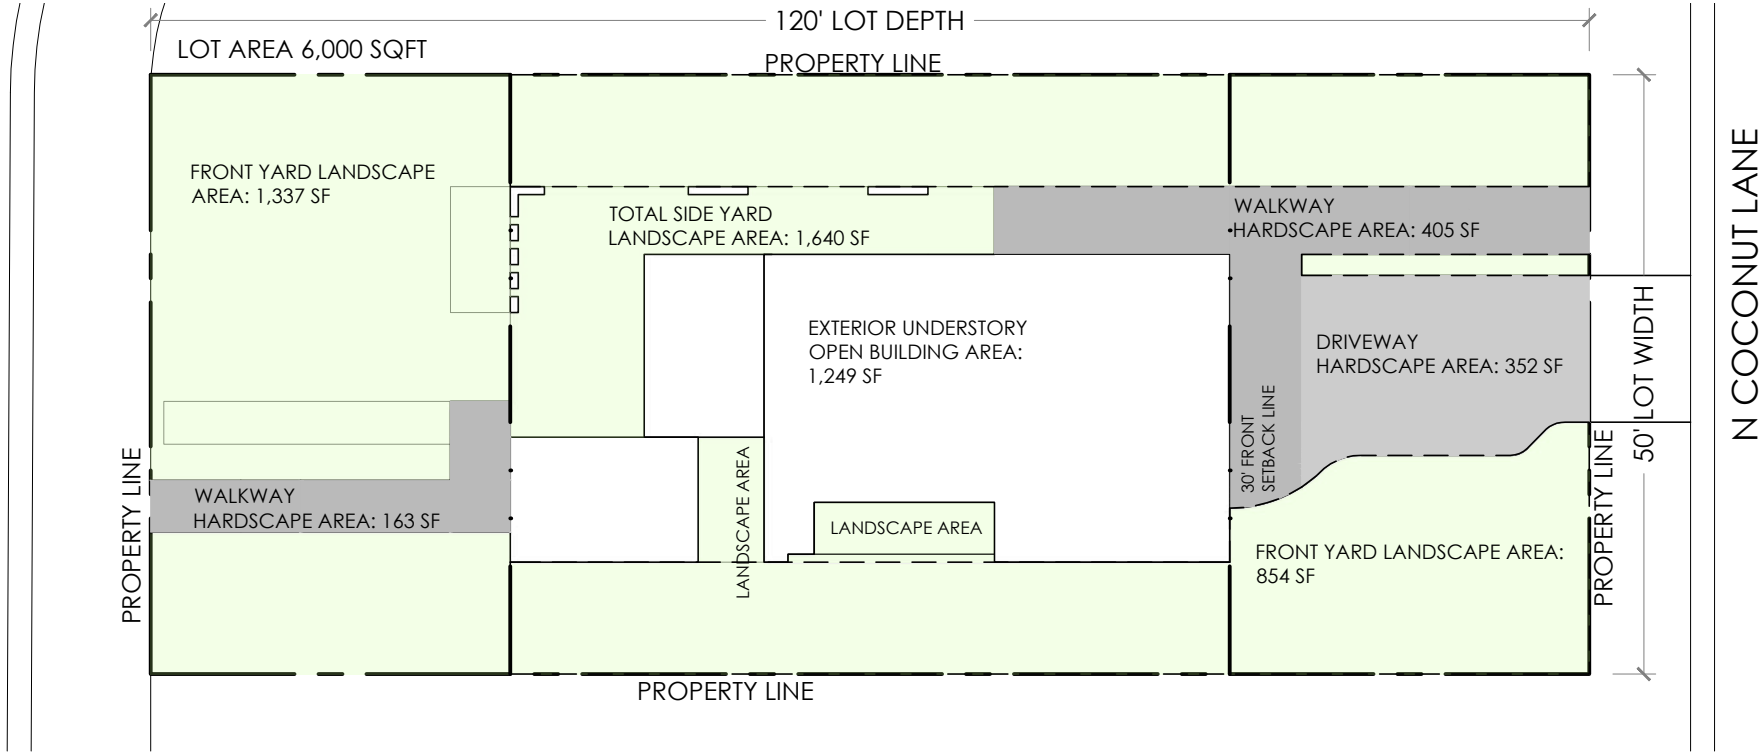 120' LOT DEPTH
LOT AREA 6,000 SQFT
PROPERTY LINE
FRONT YARD LANDSCAPE
AREA: 1,337 SF
TOTAL SIDE YARD
LANDSCAPE AREA: 1,640 SF
WALKWAY
HARDSCAPE AREA: 405 SF
EXTERIOR UNDERSTORY
OPEN BUILDING AREA:
1,249 SF
DRIVEWAY
HARDSCAPE AREA: 352 SF
30' FRONT
SETBACK LINE
50' LOT WIDTH
N COCONUT LANE
PROPERTY LINE
WALKWAY
HARDSCAPE AREA: 163 SF
LANDSCAPE AREA
LANDSCAPE AREA
FRONT YARD LANDSCAPE AREA:
854 SF
PROPERTY LINE
PROPERTY LINE